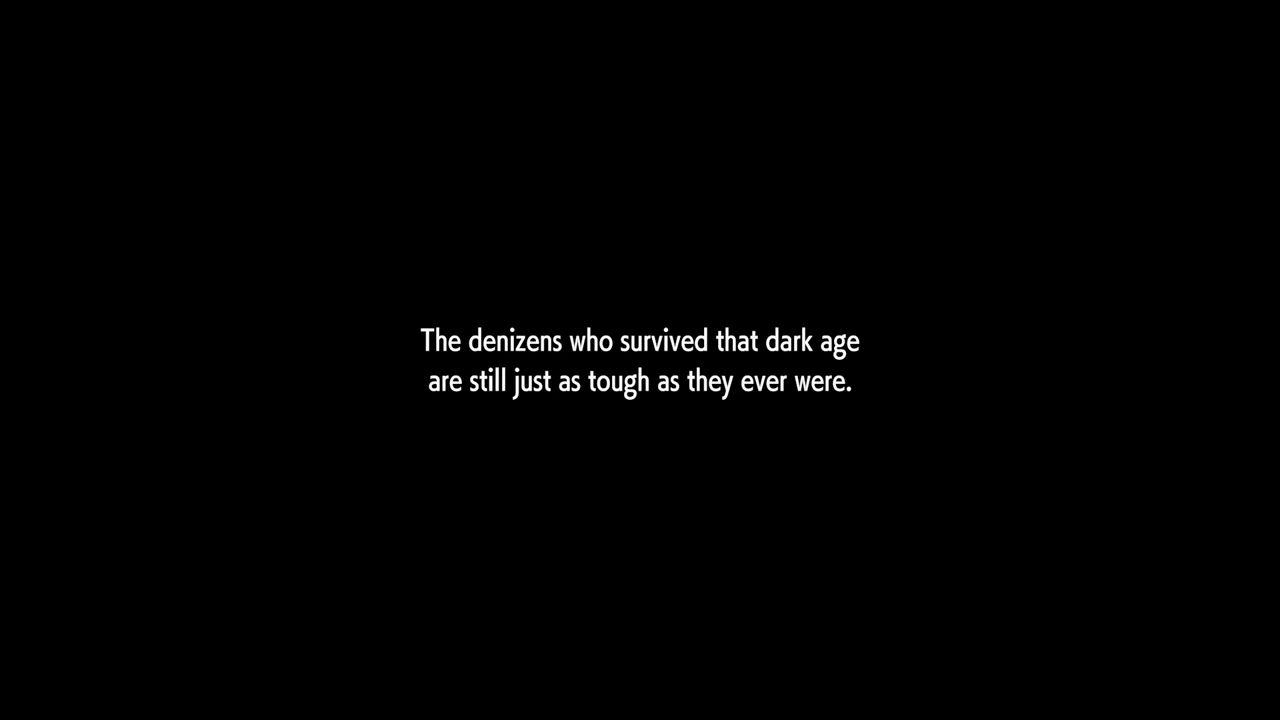 The denizens who survived that dark age
are still just as tough as they ever were.